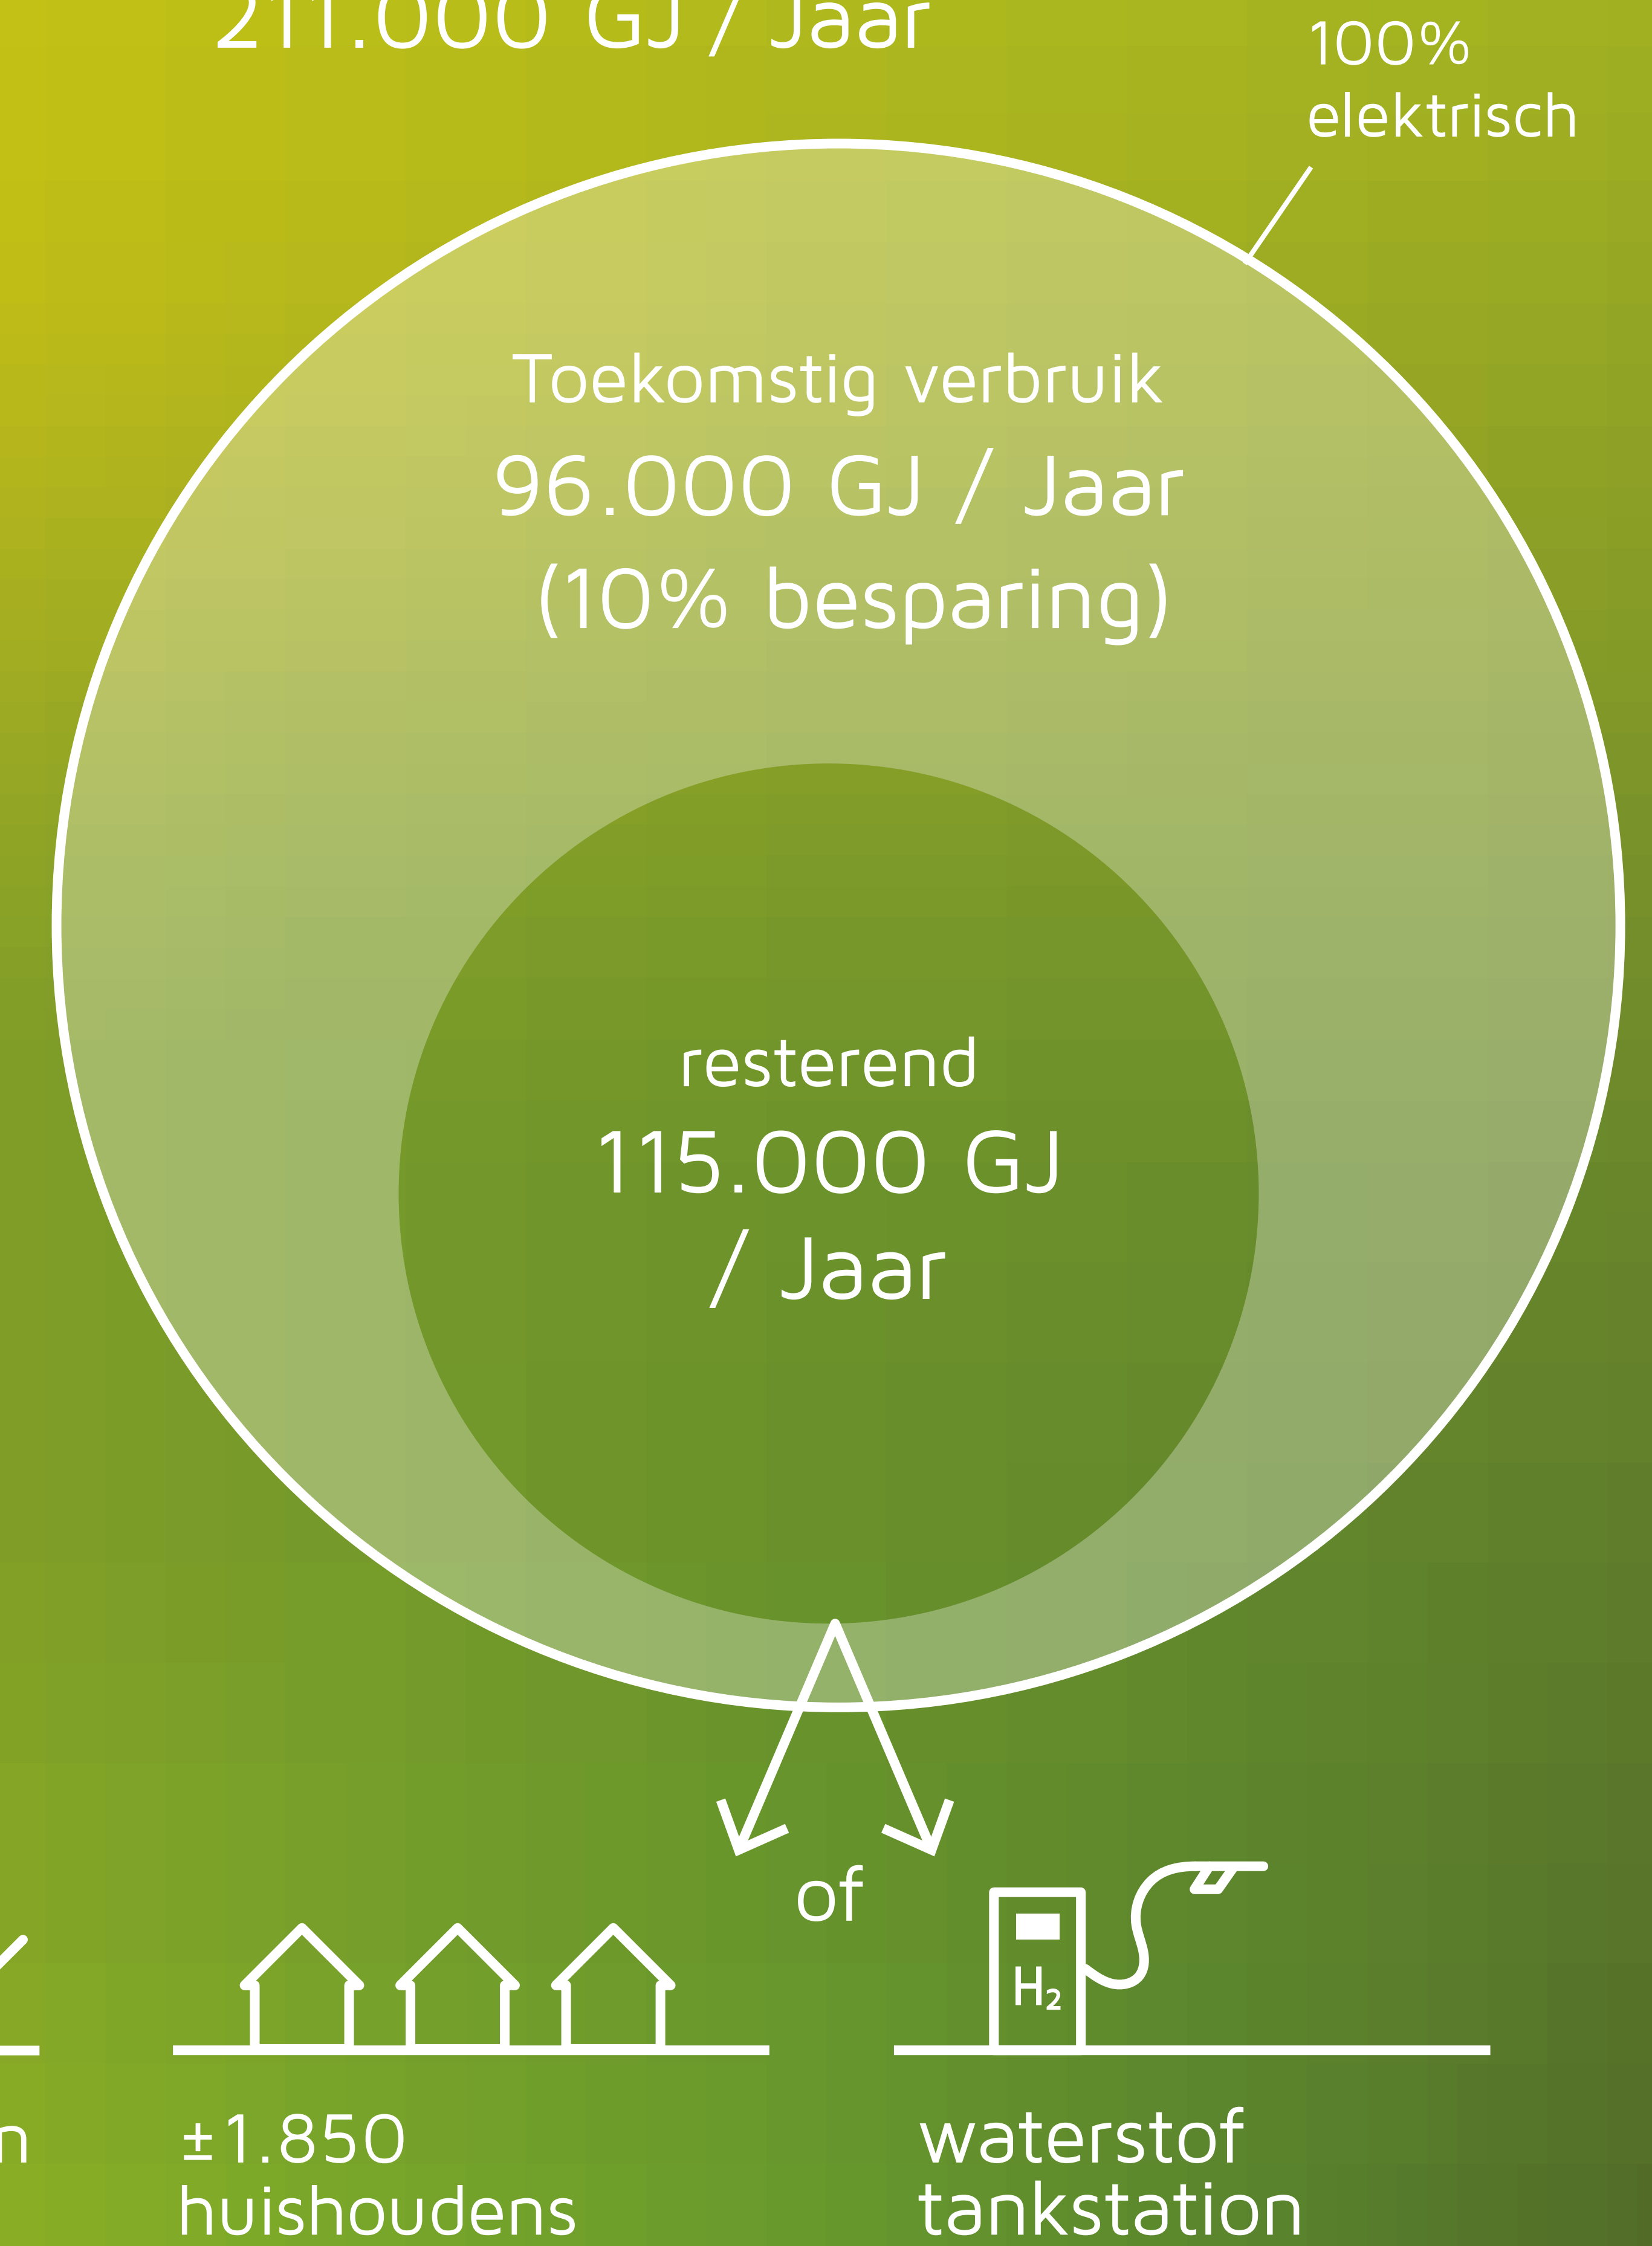 211.000 GJ / Jaar
100%
elektrisch
Toekomstig verbruik
96.000 GJ / Jaar
(10% besparing)
resterend
115.000 GJ
/ Jaar
of
H₂
n
±1.850
huishoudens
waterstof
tankstation